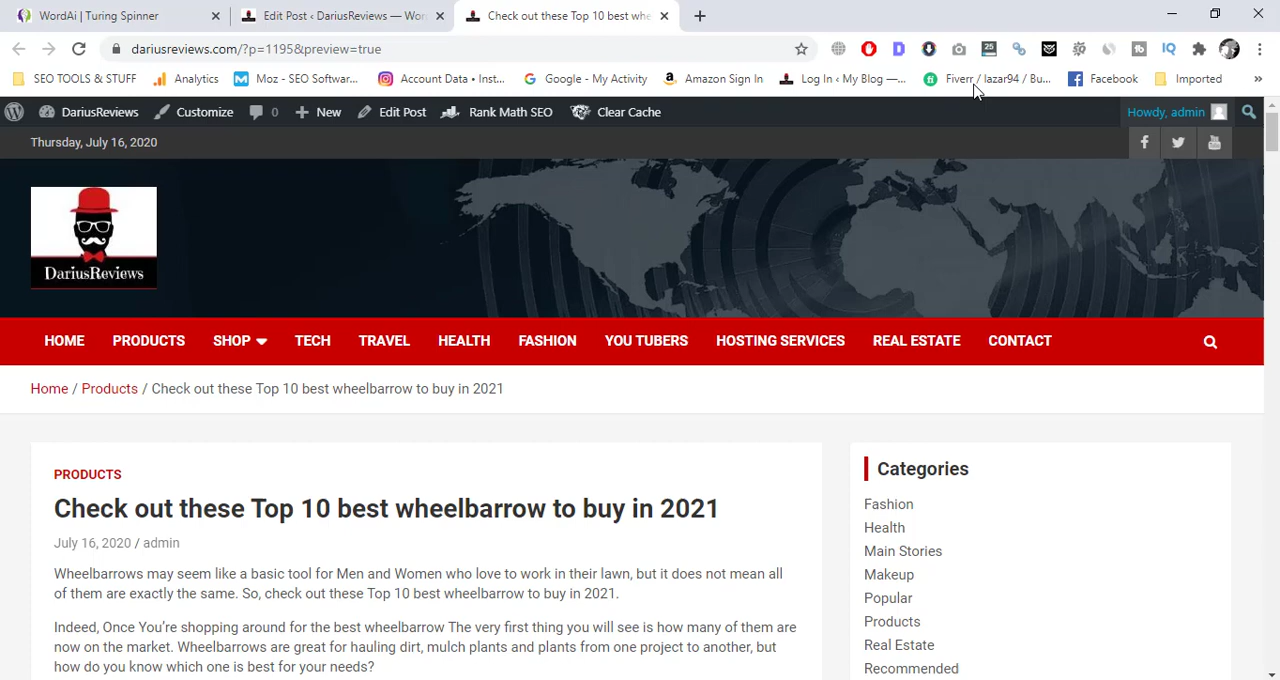 WordAi | Turing Spinner
Edit Post ‹ DariusReviews — Wor
Check out these Top 10 best whe
dariusreviews.com/?p=1195&preview=true
25
IQ
SEO TOOLS & STUFF
Analytics
Moz - SEO Softwar...
Account Data • Inst...
Google - My Activity
Amazon Sign In
Log In ‹ My Blog —...
Fiverr / lazar94 / Bu...
Facebook
Imported
DariusReviews
Customize
0
New
Edit Post
Rank Math SEO
Clear Cache
Howdy, admin
Thursday, July 16, 2020
DariusReviews
HOME PRODUCTS SHOP TECH TRAVEL HEALTH FASHION YOU TUBERS HOSTING SERVICES REAL ESTATE CONTACT
Home / Products / Check out these Top 10 best wheelbarrow to buy in 2021
PRODUCTS
Check out these Top 10 best wheelbarrow to buy in 2021
July 16, 2020 / admin
Wheelbarrows may seem like a basic tool for Men and Women who love to work in their lawn, but it does not mean all
of them are exactly the same. So, check out these Top 10 best wheelbarrow to buy in 2021.
Indeed, Once You're shopping around for the best wheelbarrow The very first thing you will see is how many of them are
now on the market. Wheelbarrows are great for hauling dirt, mulch plants and plants from one project to another, but
how do you know which one is best for your needs?
Categories
Fashion
Health
Main Stories
Makeup
Popular
Products
Real Estate
Recommended